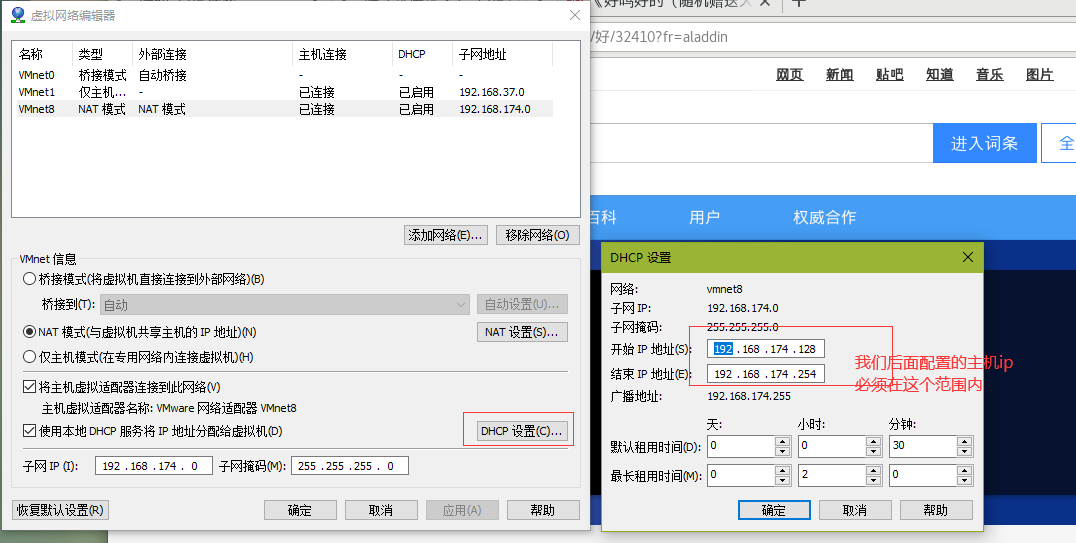 虚拟网络编辑器
名称 类型 外部连接 主机连接 DHCP 子网地址
VMnet0 桥接模式 自动桥接 - - -
VMnet1 仅主机... - 已连接 已启用 192.168.37.0
VMnet8 NAT 模式 NAT 模式 已连接 已启用 192.168.174.0
添加网络(E)... 移除网络(O)
VMnet 信息
桥接模式(将虚拟机直接连接到外部网络)(B)
桥接到(T): 自动 自动设置(U)...
NAT 模式(与虚拟机共享主机的 IP 地址)(N) NAT 设置(S)...
仅主机模式(在专用网络内连接虚拟机)(H)
将主机虚拟适配器连接到此网络(V)
主机虚拟适配器名称: VMware 网络适配器 VMnet8
使用本地 DHCP 服务将 IP 地址分配给虚拟机(D) DHCP 设置(C)...
子网 IP (I): 192 . 168 . 174 . 0 子网掩码(M): 255 . 255 . 255 . 0
恢复默认设置(R) 确定 取消 应用(A) 帮助
《好吗好的（随机赠送
/好/32410?fr=aladdin
网页 新闻 贴吧 知道 音乐 图片
进入词条 全
百科 用户 权威合作
DHCP 设置
网络: vmnet8
子网 IP: 192.168.174.0
子网掩码: 255.255.255.0
开始 IP 地址(S): 192 . 168 . 174 . 128
结束 IP 地址(E): 192 . 168 . 174 . 254
广播地址: 192.168.174.255
我们后面配置的主机ip
必须在这个范围内
天: 小时: 分钟:
默认租用时间(D): 0 0 30
最长租用时间(M): 0 2 0
确定 取消 帮助